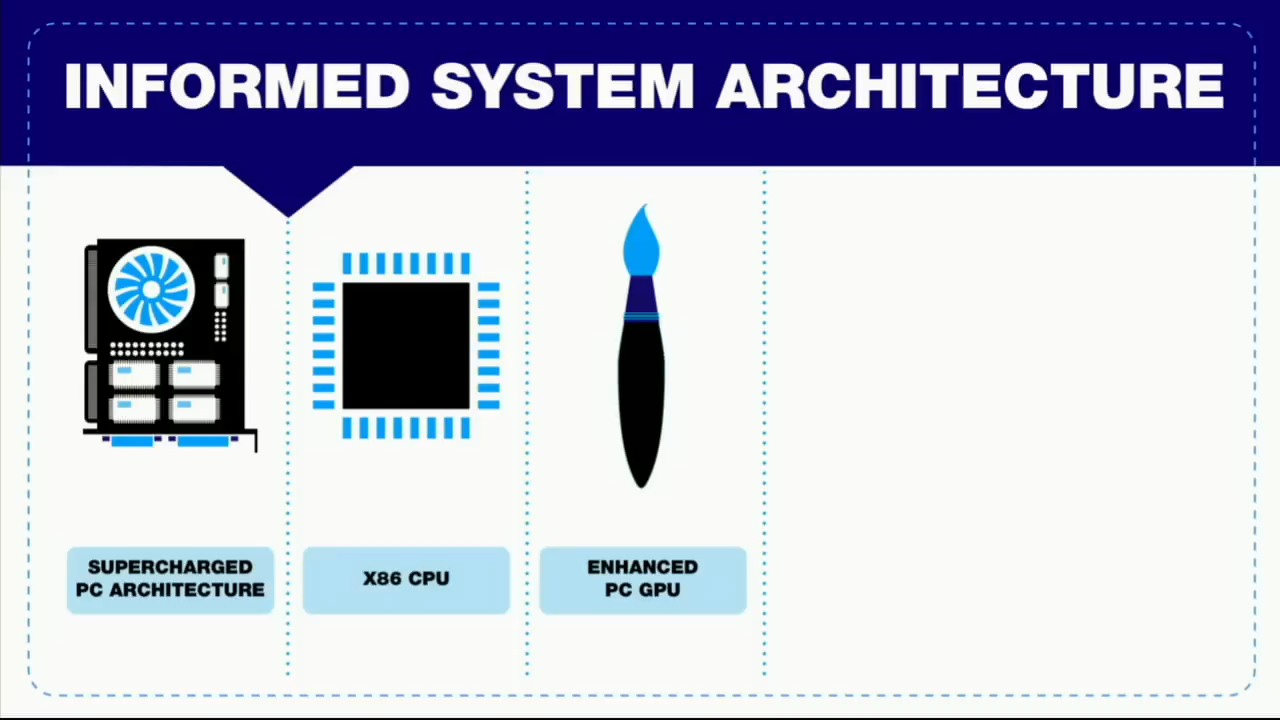 INFORMED SYSTEM ARCHITECTURE
SUPERCHARGED
PC ARCHITECTURE
X86 CPU
ENHANCED
PC GPU